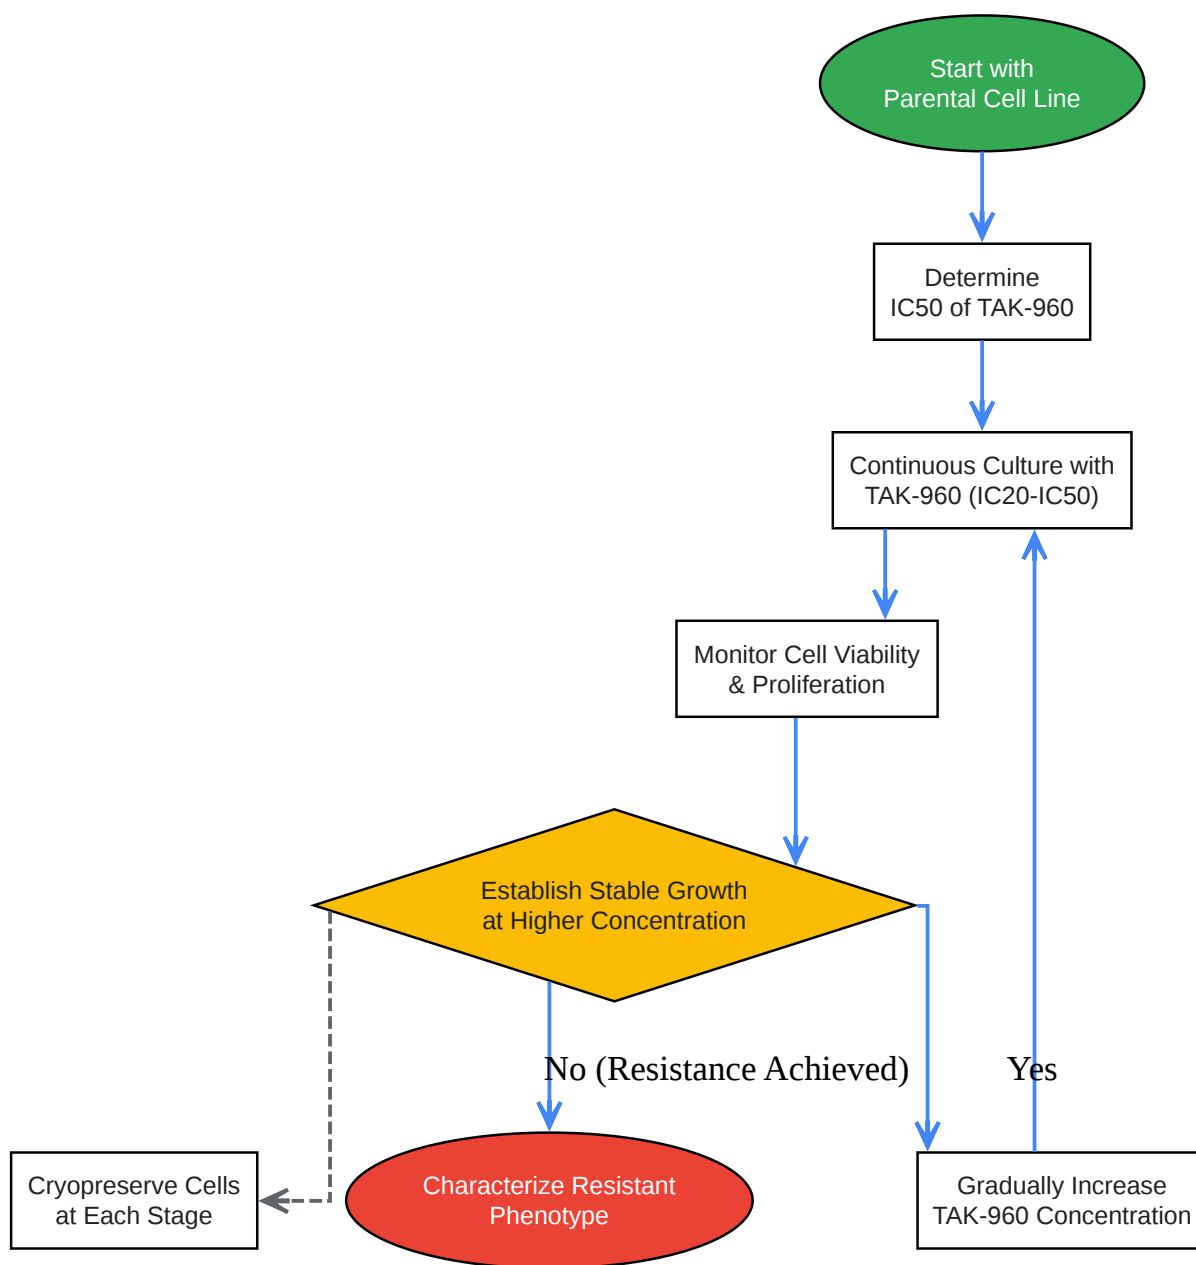 Start with
Parental Cell Line
Determine
IC50 of TAK-960
Continuous Culture with
TAK-960 (IC20-IC50)
Monitor Cell Viability
& Proliferation
Establish Stable Growth
at Higher Concentration
No (Resistance Achieved)
Yes
Cryopreserve Cells
at Each Stage
Characterize Resistant
Phenotype
Gradually Increase
TAK-960 Concentration